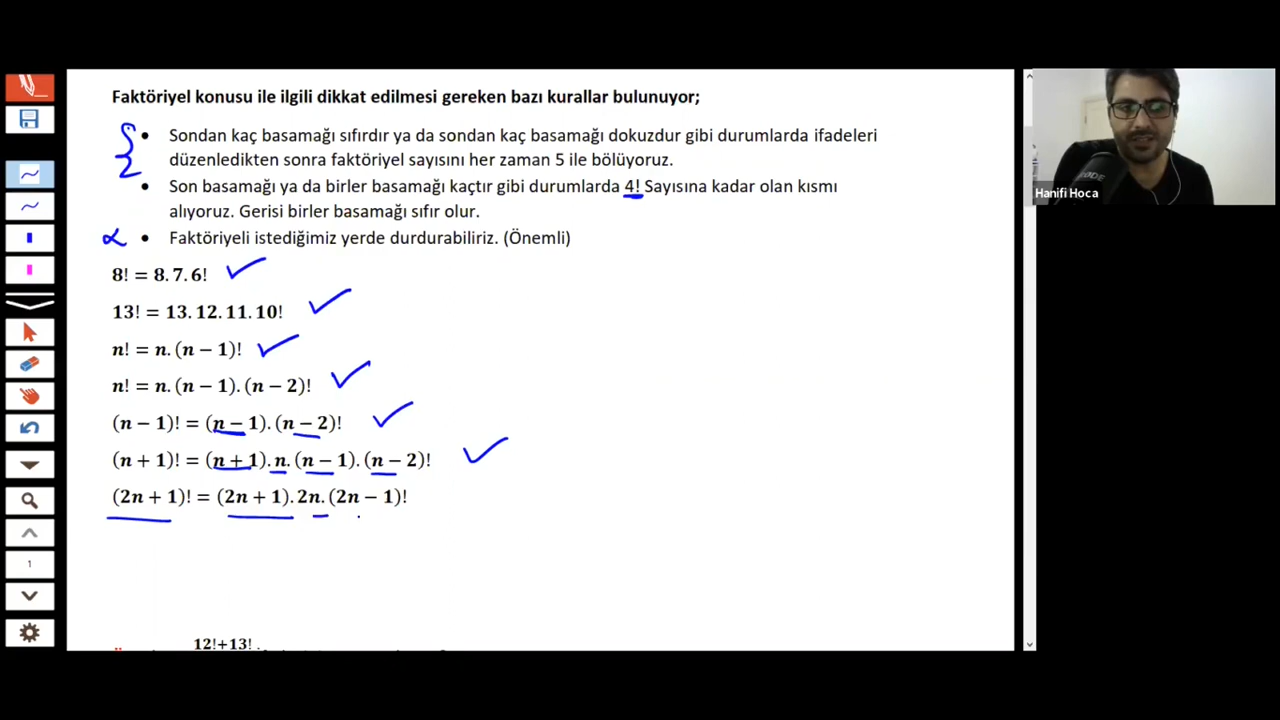 Faktöriyel konusu ile ilgili dikkat edilmesi gereken bazı kurallar bulunuyor;
• Sondan kaç basamağı sıfırdır ya da sondan kaç basamağı dokuzdur gibi durumlarda ifadeleri
düzenledikten sonra faktöriyel sayısını her zaman 5 ile bölüyoruz.
• Son basamağı ya da birler basamağı kaçtır gibi durumlarda 4! Sayısına kadar olan kısmı
alıyoruz. Gerisi birler basamağı sıfır olur.
• Faktöriyeli istediğimiz yerde durdurabiliriz. (Önemli)
8! = 8.7.6!
13! = 13.12.11.10!
n! = n.(n − 1)!
n! = n.(n − 1).(n − 2)!
(n − 1)! = (n − 1).(n − 2)!
(n + 1)! = (n + 1).n.(n − 1).(n − 2)!
(2n + 1)! = (2n + 1).2n.(2n − 1)!
12!+13!
Hanifi Hoca
1